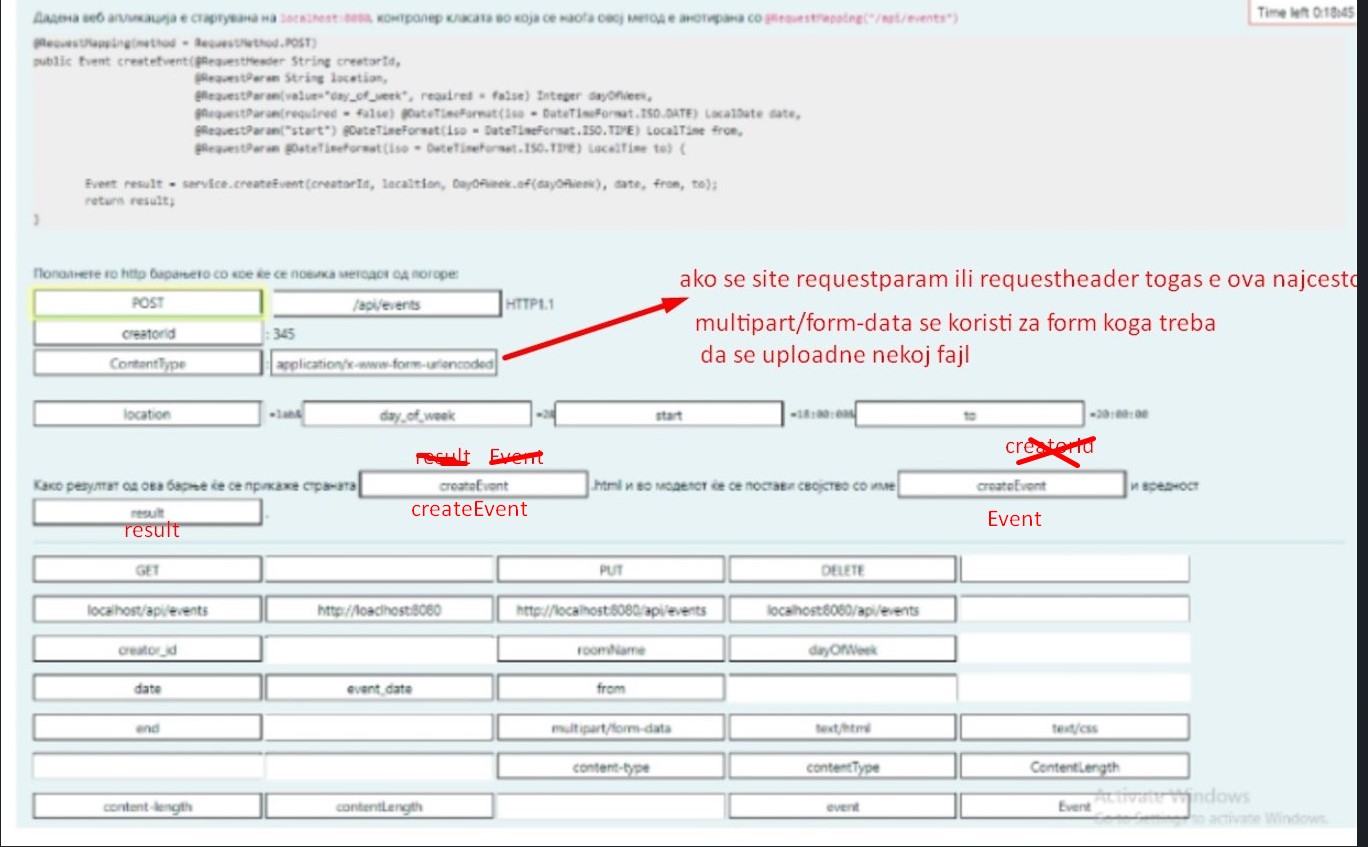 Дадена веб апликација е стартувана на localhost:8080, контролер класата во која се наоѓа овој метод е анотирана со @RequestMapping("/api/events")
Time left 0:18:45
@RequestMapping(method = RequestMethod.POST)
public Event createEvent(@RequestHeader String creatorId,
@RequestParam String location,
@RequestParam(value="day_of_week", required = false) Integer dayOfWeek,
@RequestParam(required = false) @DateTimeFormat(iso = DateTimeFormat.ISO.DATE) LocalDate date,
@RequestParam("start") @DateTimeFormat(iso = DateTimeFormat.ISO.TIME) LocalTime from,
@RequestParam @DateTimeFormat(iso = DateTimeFormat.ISO.TIME) LocalTime to) {
Event result = service.createEvent(creatorId, localtion, DayOfWeek.of(dayOfWeek), date, from, to);
return result;
}
Пополнете го http барањето со кое ќе се повика методот од погоре:
ako se site requestparam ili requestheader togas e ova najcesto
POST /api/events HTTP1.1
multipart/form-data se koristi za form koga treba
creatorId : 345
da se uploadne nekoj fajl
ContentType : application/x-www-form-urlencoded
location =lab& day_of_week =2& start =18:00:00& to =20:00:00
result Event creatorId
Како резултат од ова барње ќе се прикаже страната createEvent .html и во моделот ќе се постави својство со име createEvent и вредност
createEvent Event
result .
result
GET PUT DELETE
localhost/api/events http://loaclhost:8080 http://localhost:8080/api/events localhost:8080/api/events
creator_id roomName dayOfWeek
date event_date from
end multipart/form-data text/html text/css
content-type contentType ContentLength
content-length contentLength event Event
Activate Windows
Go to Settings to activate Windows.